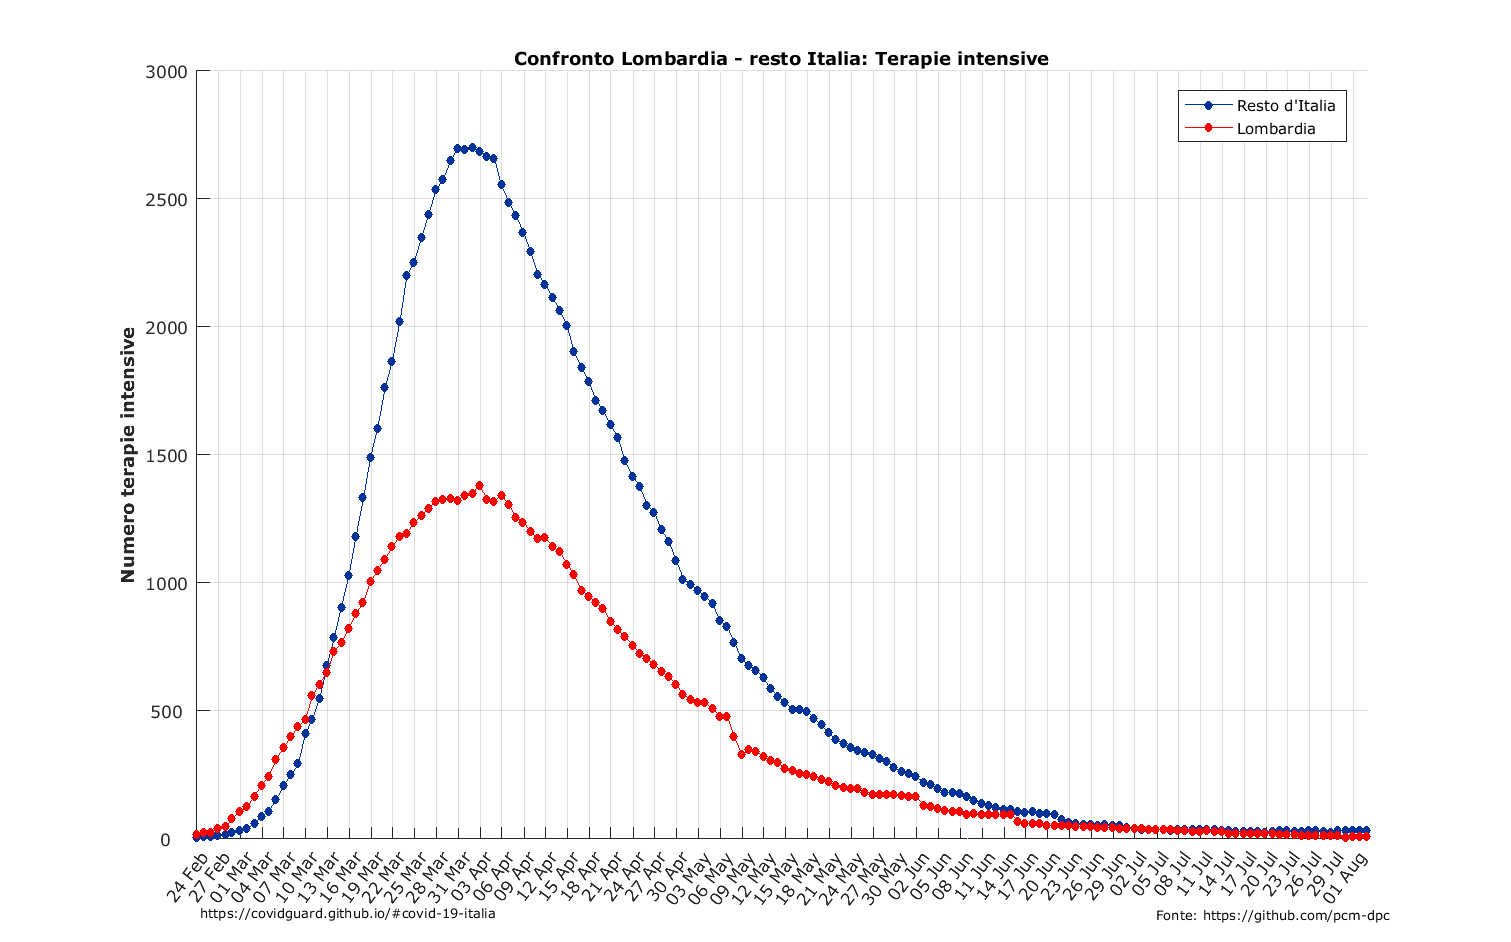 Confronto Lombardia - resto Italia: Terapie intensive
Resto d'Italia
Lombardia
Numero terapie intensive
3000
2500
2000
1500
1000
500
0
24 Feb
27 Feb
01 Mar
04 Mar
07 Mar
10 Mar
13 Mar
16 Mar
19 Mar
22 Mar
25 Mar
28 Mar
31 Mar
03 Apr
06 Apr
09 Apr
12 Apr
15 Apr
18 Apr
21 Apr
24 Apr
27 Apr
30 Apr
03 May
06 May
09 May
12 May
15 May
18 May
21 May
24 May
27 May
30 May
02 Jun
05 Jun
08 Jun
11 Jun
14 Jun
17 Jun
20 Jun
23 Jun
26 Jun
29 Jun
02 Jul
05 Jul
08 Jul
11 Jul
14 Jul
17 Jul
20 Jul
23 Jul
26 Jul
29 Jul
01 Aug
https://covidguard.github.io/#covid-19-italia
Fonte: https://github.com/pcm-dpc